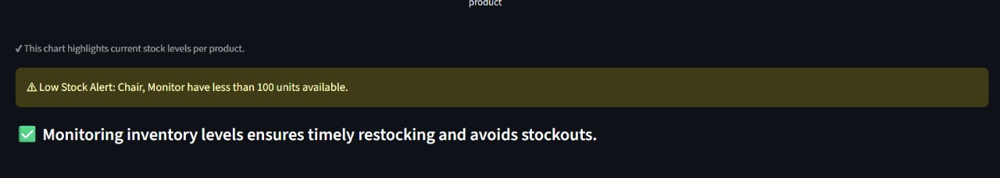 product
✓ This chart highlights current stock levels per product.
⚠ Low Stock Alert: Chair, Monitor have less than 100 units available.
✅ Monitoring inventory levels ensures timely restocking and avoids stockouts.